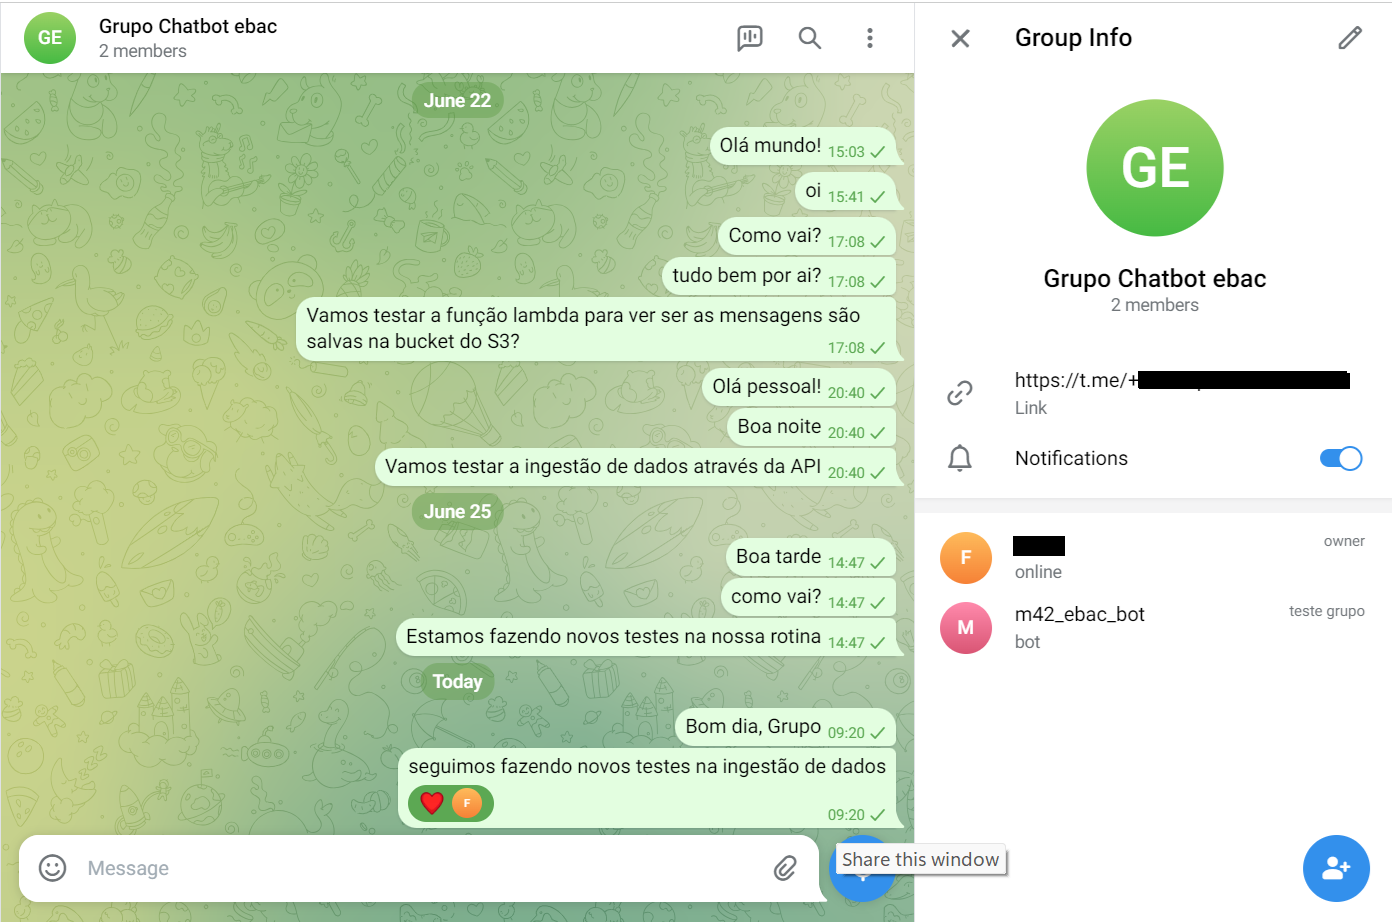 GE
Grupo Chatbot ebac
2 members
June 22
Olá mundo! 15:03
oi 15:41
Como vai? 17:08
tudo bem por ai? 17:08
Vamos testar a função lambda para ver ser as mensagens são
salvas na bucket do S3?
17:08
Olá pessoal! 20:40
Boa noite 20:40
Vamos testar a ingestão de dados através da API 20:40
June 25
Boa tarde 14:47
como vai? 14:47
Estamos fazendo novos testes na nossa rotina 14:47
Today
Bom dia, Grupo 09:20
seguimos fazendo novos testes na ingestão de dados
F
09:20
Message
Share this window
Group Info
GE
Grupo Chatbot ebac
2 members
https://t.me/+
Link
Notifications
F
owner
online
M
m42_ebac_bot
teste grupo
bot